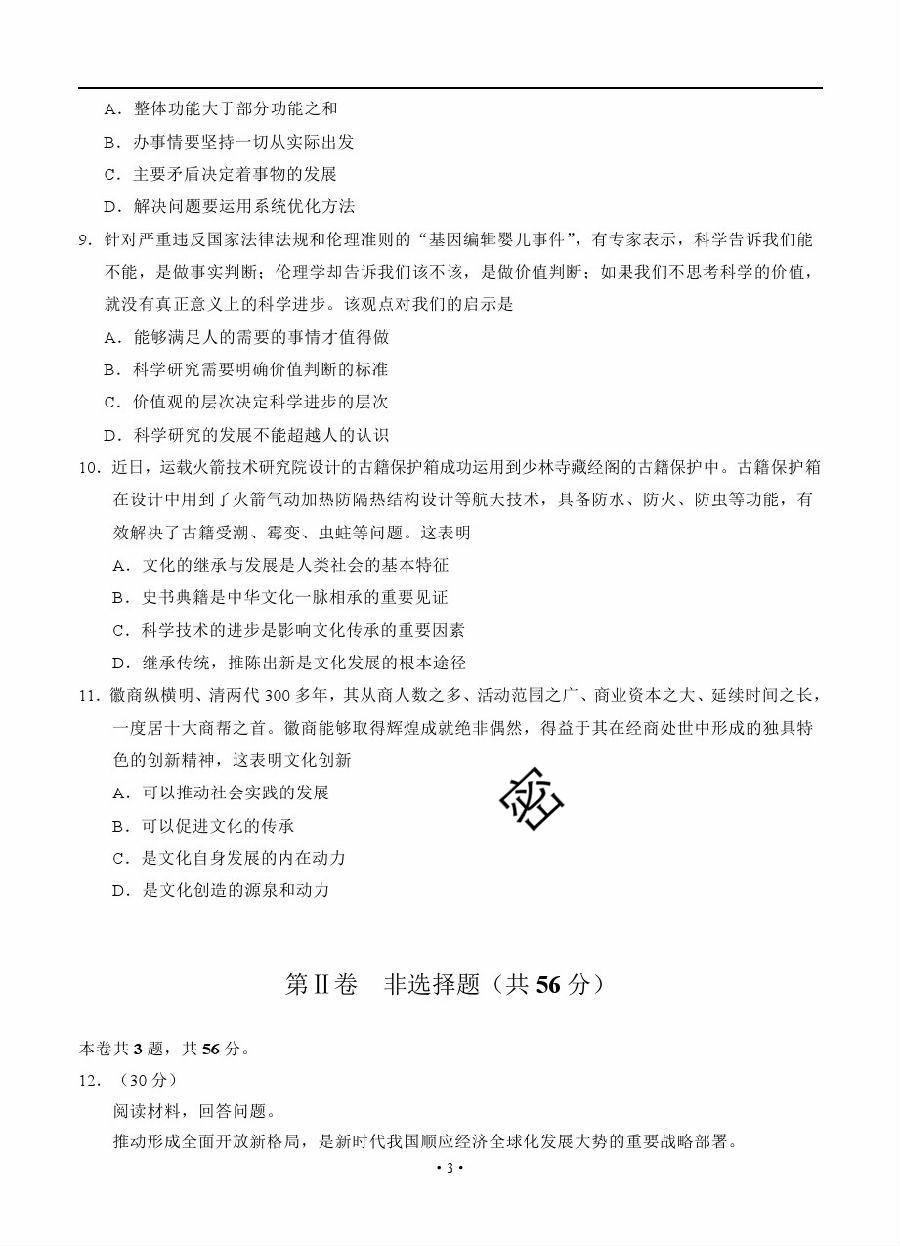 A．整体功能大于部分功能之和
B．办事情要坚持一切从实际出发
C．主要矛盾决定着事物的发展
D．解决问题要运用系统优化方法
9．针对严重违反国家法律法规和伦理准则的“基因编辑婴儿事件”，有专家表示，科学告诉我们能
不能，是做事实判断；伦理学却告诉我们该不该，是做价值判断；如果我们不思考科学的价值，
就没有真正意义上的科学进步。该观点对我们的启示是
A．能够满足人的需要的事情才值得做
B．科学研究需要明确价值判断的标准
C．价值观的层次决定科学进步的层次
D．科学研究的发展不能超越人的认识
10．近日，运载火箭技术研究院设计的古籍保护箱成功运用到少林寺藏经阁的古籍保护中。古籍保护箱
在设计中用到了火箭气动加热防隔热结构设计等航天技术，具备防水、防火、防虫等功能，有
效解决了古籍受潮、霉变、虫蛀等问题。这表明
A．文化的继承与发展是人类社会的基本特征
B．史书典籍是中华文化一脉相承的重要见证
C．科学技术的进步是影响文化传承的重要因素
D．继承传统，推陈出新是文化发展的根本途径
11．徽商纵横明、清两代 300 多年，其从商人数之多、活动范围之广、商业资本之大、延续时间之长，
一度居十大商帮之首。徽商能够取得辉煌成就绝非偶然，得益于其在经商处世中形成的独具特
色的创新精神，这表明文化创新
A．可以推动社会实践的发展
B．可以促进文化的传承
C．是文化自身发展的内在动力
D．是文化创造的源泉和动力
密
第Ⅱ卷 非选择题（共 56 分）
本卷共 3 题，共 56 分。
12．（30 分）
阅读材料，回答问题。
推动形成全面开放新格局，是新时代我国顺应经济全球化发展大势的重要战略部署。
·3·